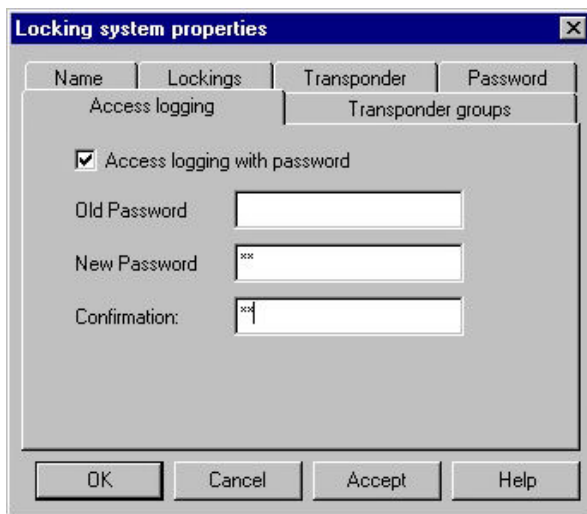 Locking system properties
Name Lockings Transponder Password
Access logging Transponder groups
Access logging with password
Old Password
New Password **
Confirmation: **
OK Cancel Accept Help